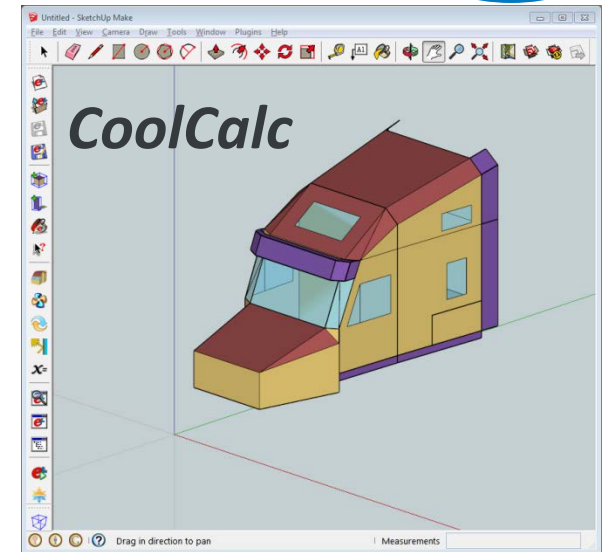 Untitled - SketchUp Make
File Edit View Camera Draw Tools Window Plugins Help
A1
CoolCalc
X=
Drag in direction to pan
Measurements